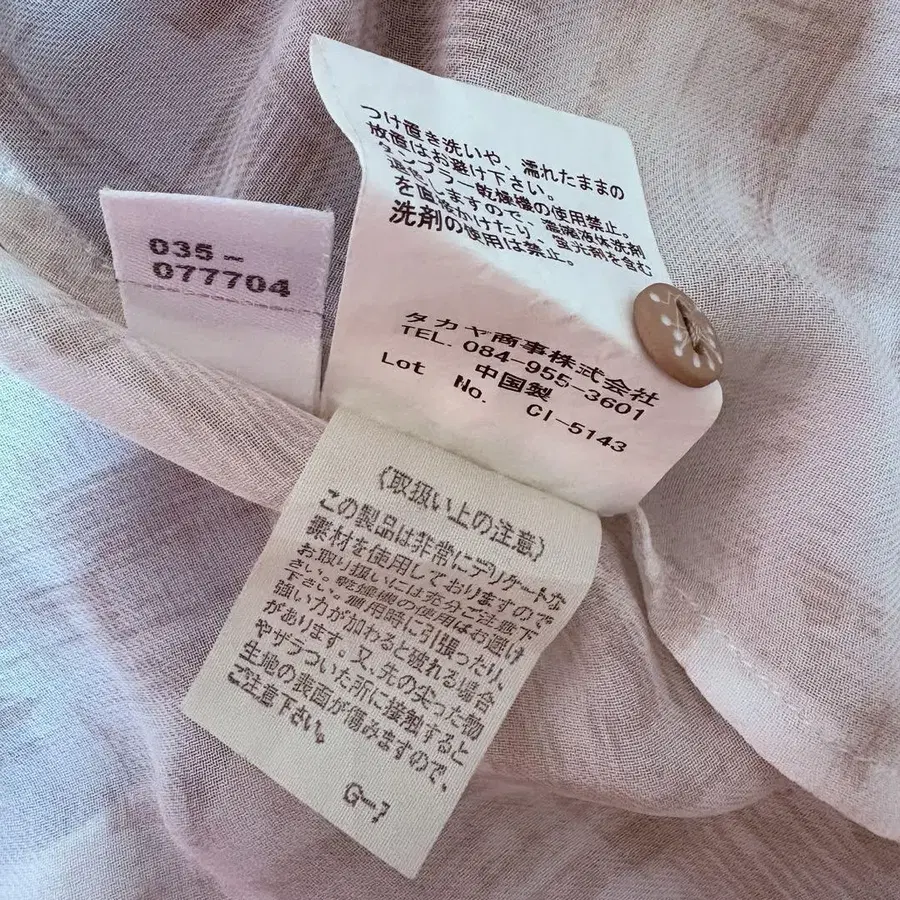 035-
077704
つけ置き洗いや、濡れたままの
放置はお避け下さい。
タンブラー乾燥機の使用禁止。
退色しますので、高濃度液体洗剤
を直接かけたり、蛍光剤を含む
洗剤の使用は禁止。
タカヤ商事株式会社
TEL. 084-955-3601
中国製
Lot No. CI-5143
(取扱い上の注意)
この製品は非常にデリケートな
素材を使用しておりますので
お取り扱いには充分ご注意下
さい。乾燥機の使用はお避け
下さい。着用時に引張ったり、
強い力が加わると破れる場合
があります。又、先の尖った物
やザラついた所に接触すると
生地の表面が傷みますので、
ご注意下さい。
G-7